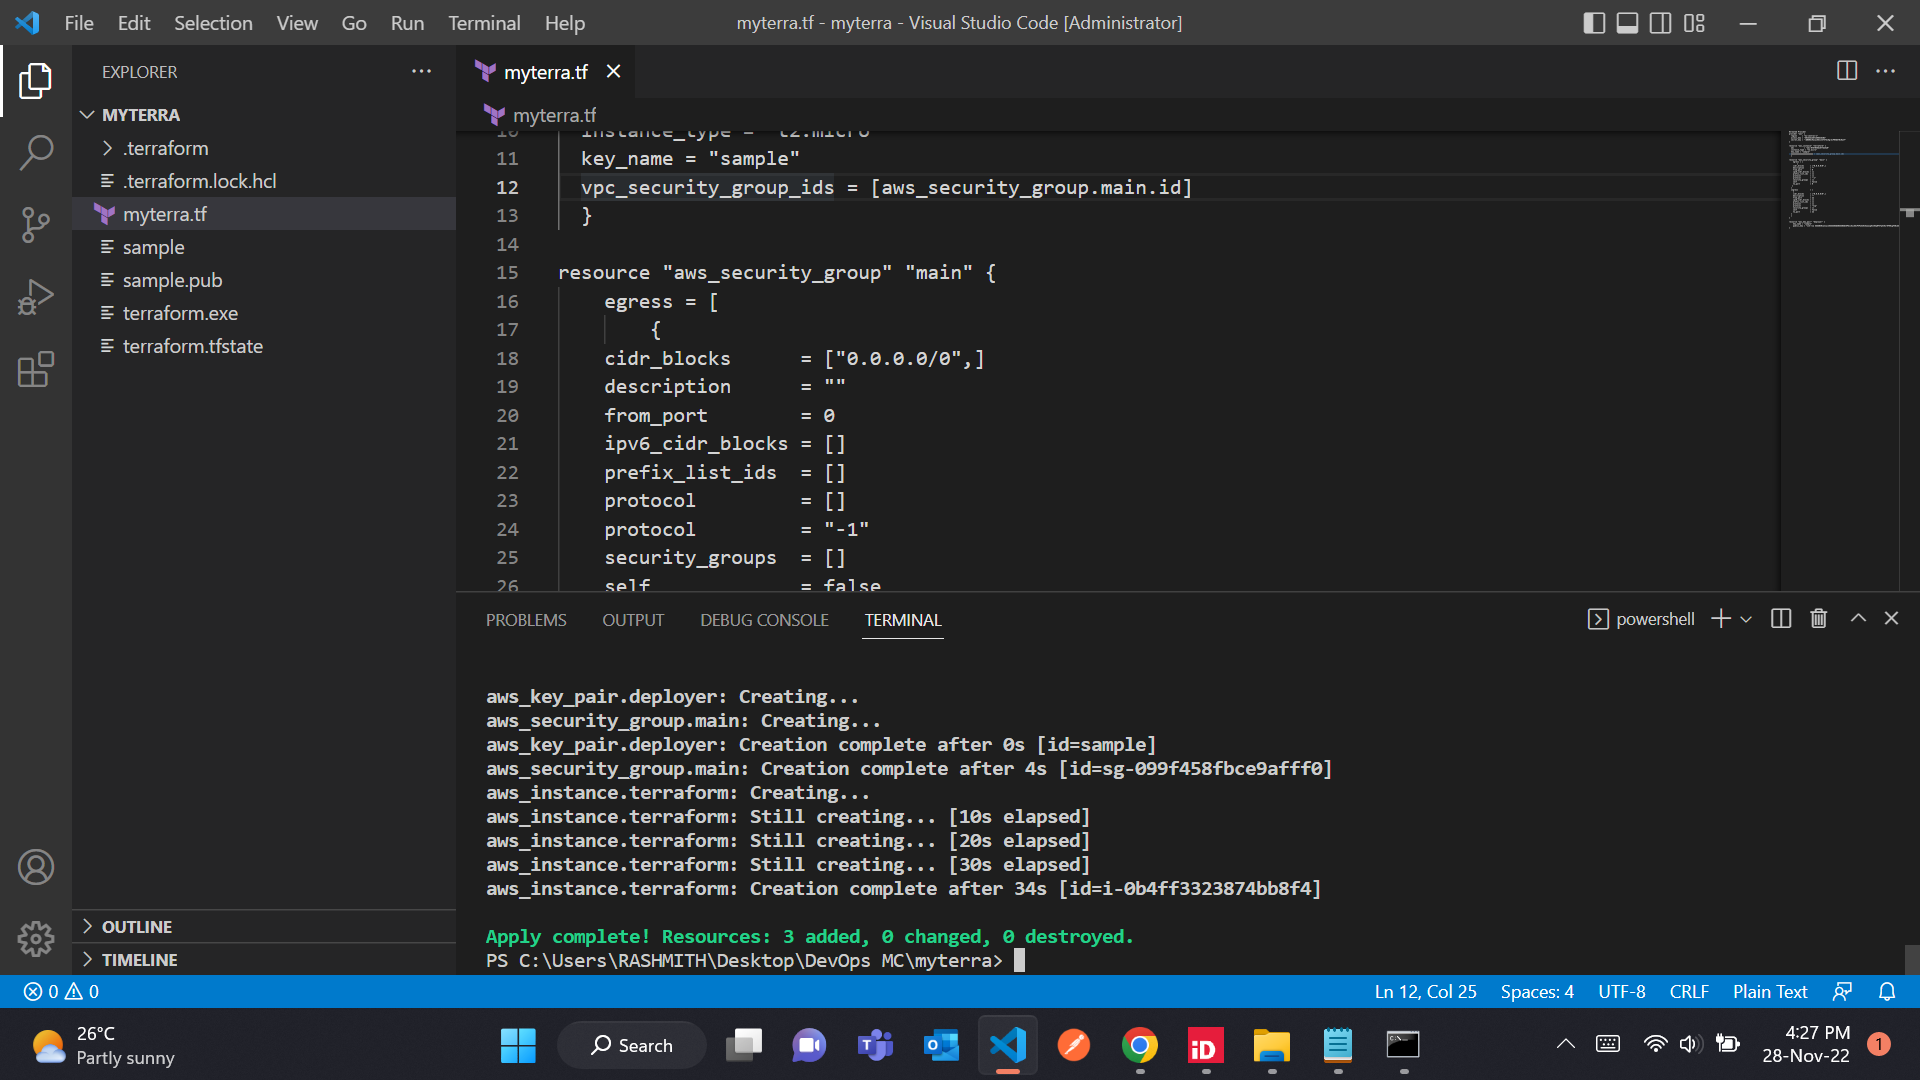 File Edit Selection View Go Run Terminal Help
myterra.tf - myterra - Visual Studio Code [Administrator]
EXPLORER
MYTERRA
.terraform
.terraform.lock.hcl
myterra.tf
sample
sample.pub
terraform.exe
terraform.tfstate
OUTLINE
TIMELINE
myterra.tf
myterra.tf
10 instance_type = "t2.micro"
11 key_name = "sample"
12 vpc_security_group_ids = [aws_security_group.main.id]
13 }
14
15 resource "aws_security_group" "main" {
16 egress = [
17 {
18 cidr_blocks = ["0.0.0.0/0",]
19 description = ""
20 from_port = 0
21 ipv6_cidr_blocks = []
22 prefix_list_ids = []
23 protocol = []
24 protocol = "-1"
25 security_groups = []
26 self = false
PROBLEMS OUTPUT DEBUG CONSOLE TERMINAL
powershell
aws_key_pair.deployer: Creating...
aws_security_group.main: Creating...
aws_key_pair.deployer: Creation complete after 0s [id=sample]
aws_security_group.main: Creation complete after 4s [id=sg-099f458fbce9afff0]
aws_instance.terraform: Creating...
aws_instance.terraform: Still creating... [10s elapsed]
aws_instance.terraform: Still creating... [20s elapsed]
aws_instance.terraform: Still creating... [30s elapsed]
aws_instance.terraform: Creation complete after 34s [id=i-0b4ff3323874bb8f4]
Apply complete! Resources: 3 added, 0 changed, 0 destroyed.
PS C:\Users\RASHMITH\Desktop\DevOps MC\myterra>
0 0
Ln 12, Col 25 Spaces: 4 UTF-8 CRLF Plain Text
26°C
Partly sunny
Search
4:27 PM
28-Nov-22
1